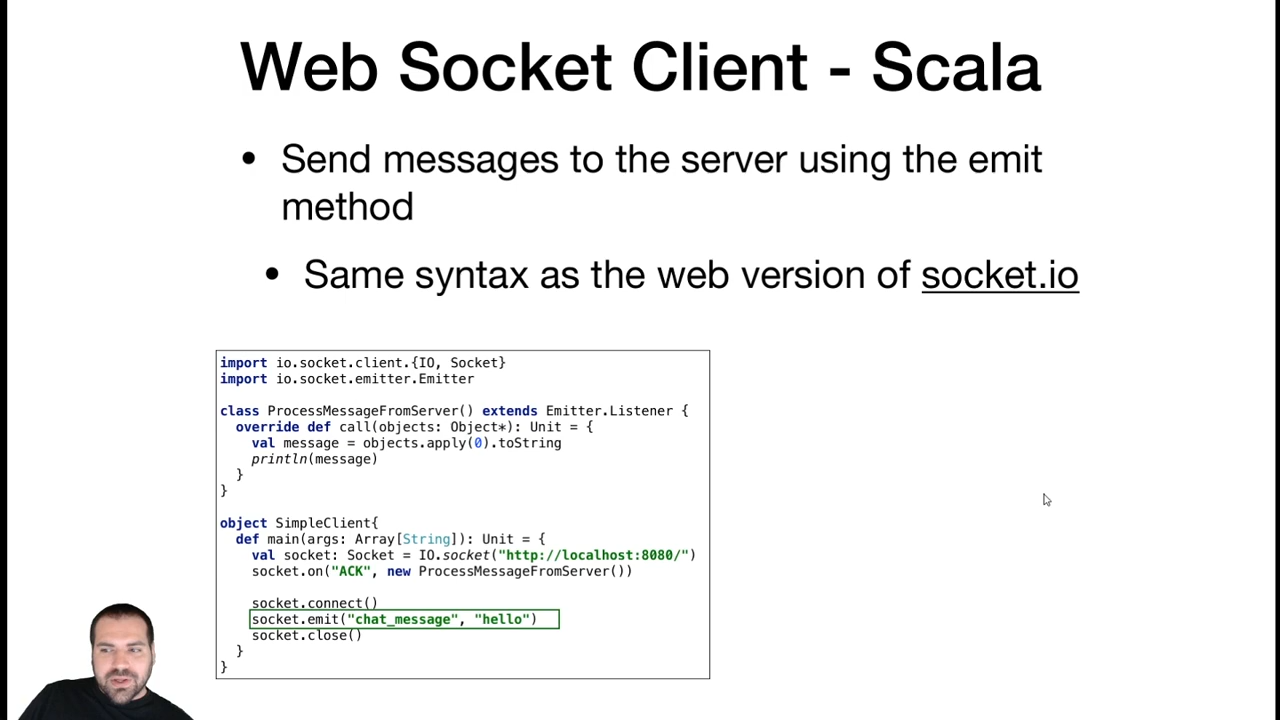 Web Socket Client - Scala
• Send messages to the server using the emit
method
• Same syntax as the web version of socket.io
import io.socket.client.{IO, Socket}
import io.socket.emitter.Emitter
class ProcessMessageFromServer() extends Emitter.Listener {
override def call(objects: Object*): Unit = {
val message = objects.apply(0).toString
println(message)
}
}
object SimpleClient{
def main(args: Array[String]): Unit = {
val socket: Socket = IO.socket("http://localhost:8080/")
socket.on("ACK", new ProcessMessageFromServer())
socket.connect()
socket.emit("chat_message", "hello")
socket.close()
}
}